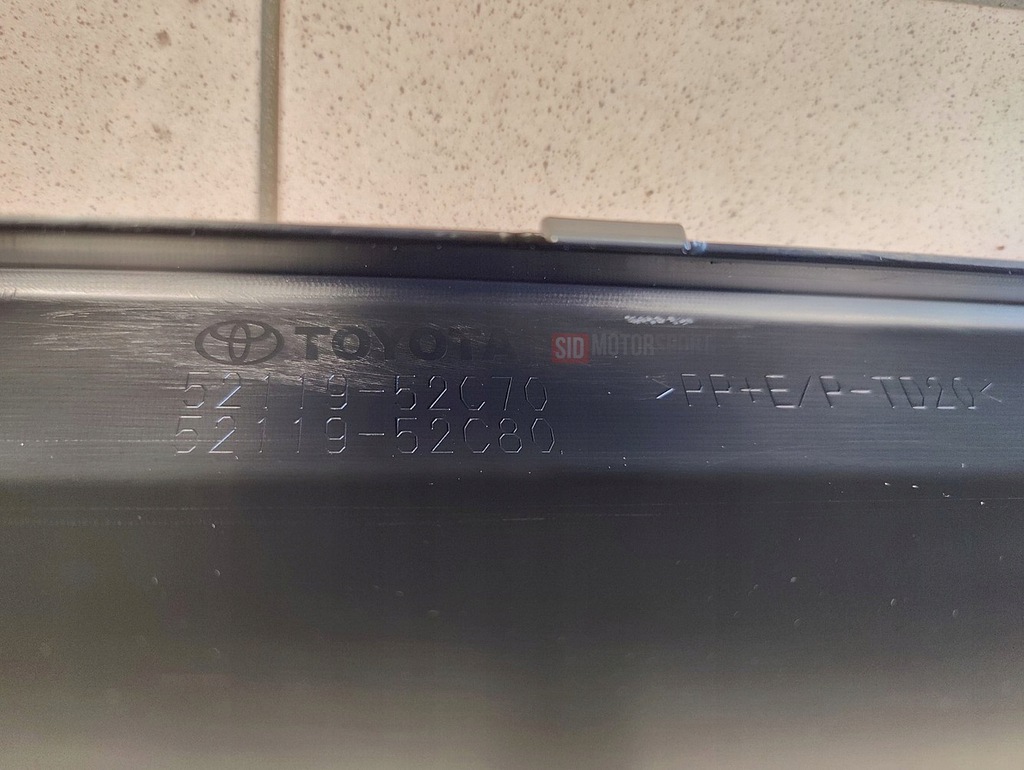 TOYOTA
SID MOTORSPORT
52119-52C70
>PP+E/P-TD20<
52119-52C80